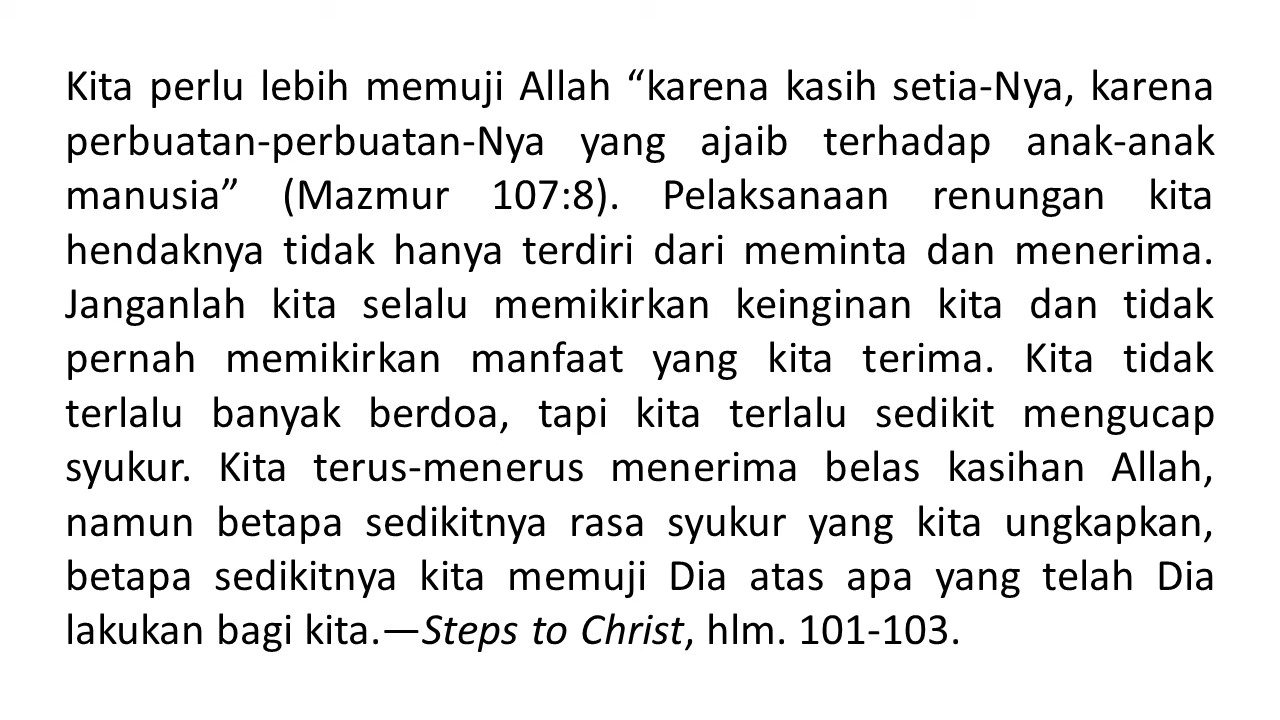 Kita perlu lebih memuji Allah “karena kasih setia-Nya, karena
perbuatan-perbuatan-Nya yang ajaib terhadap anak-anak
manusia” (Mazmur 107:8). Pelaksanaan renungan kita
hendaknya tidak hanya terdiri dari meminta dan menerima.
Janganlah kita selalu memikirkan keinginan kita dan tidak
pernah memikirkan manfaat yang kita terima. Kita tidak
terlalu banyak berdoa, tapi kita terlalu sedikit mengucap
syukur. Kita terus-menerus menerima belas kasihan Allah,
namun betapa sedikitnya rasa syukur yang kita ungkapkan,
betapa sedikitnya kita memuji Dia atas apa yang telah Dia
lakukan bagi kita.—Steps to Christ, hlm. 101-103.